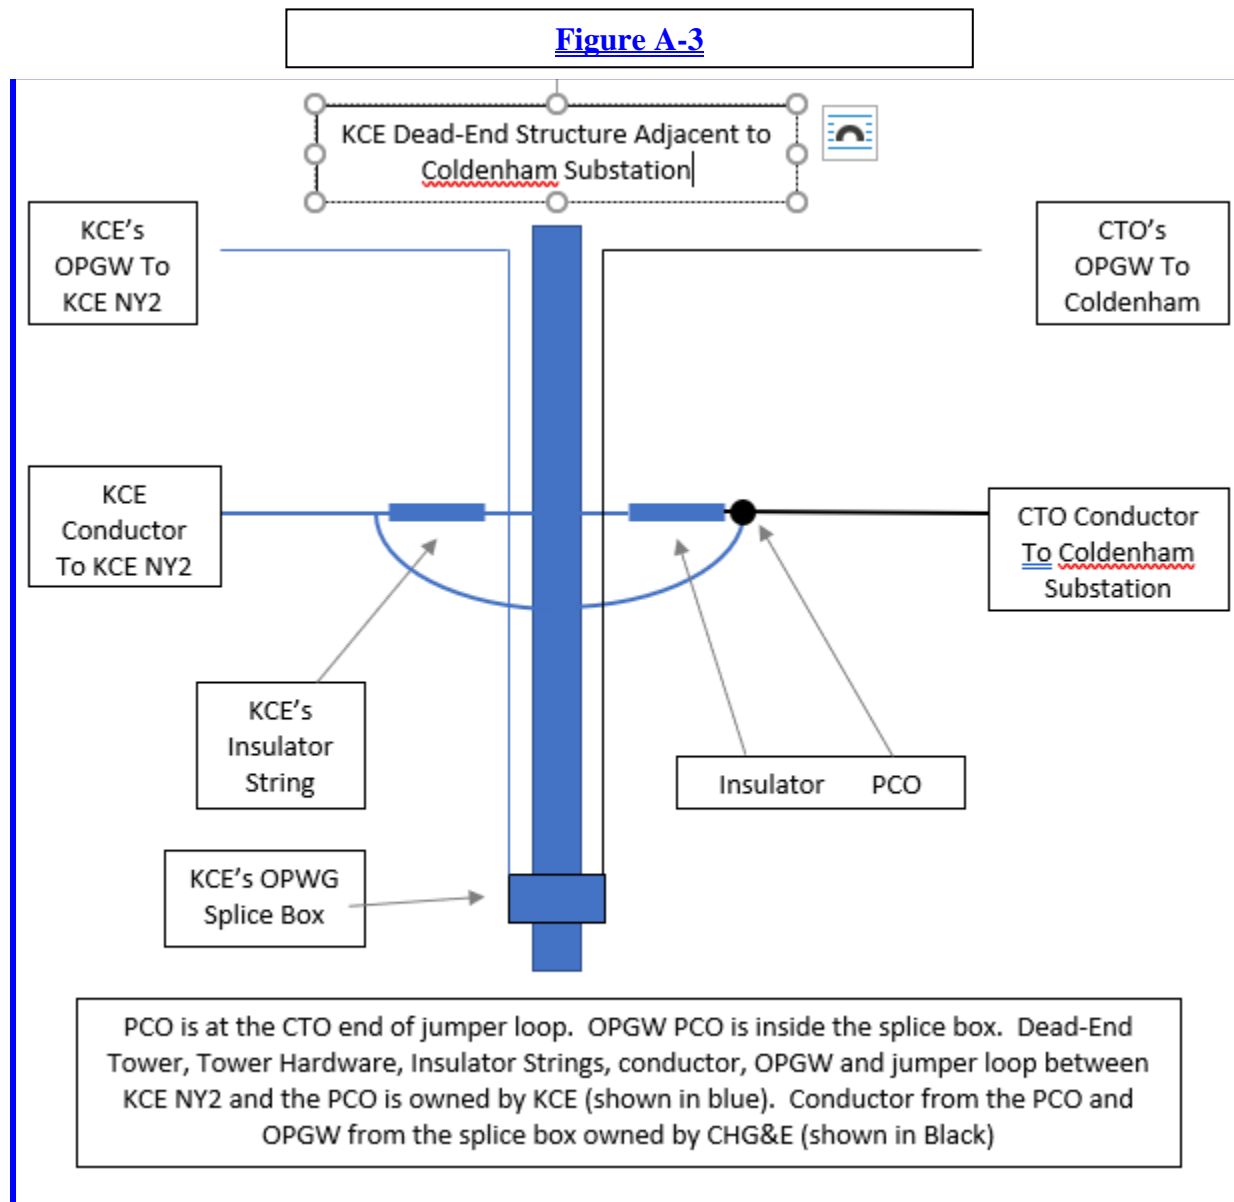 Figure A-3
KCE Dead-End Structure Adjacent to
Coldenham Substation
KCE's
OPGW To
KCE NY2
CTO's
OPGW To
Coldenham
KCE
Conductor
To KCE NY2
CTO Conductor
To Coldenham
Substation
KCE's
Insulator
String
Insulator PCO
KCE's OPWG
Splice Box
PCO is at the CTO end of jumper loop. OPGW PCO is inside the splice box. Dead-End
Tower, Tower Hardware, Insulator Strings, conductor, OPGW and jumper loop between
KCE NY2 and the PCO is owned by KCE (shown in blue). Conductor from the PCO and
OPGW from the splice box owned by CHG&E (shown in Black)